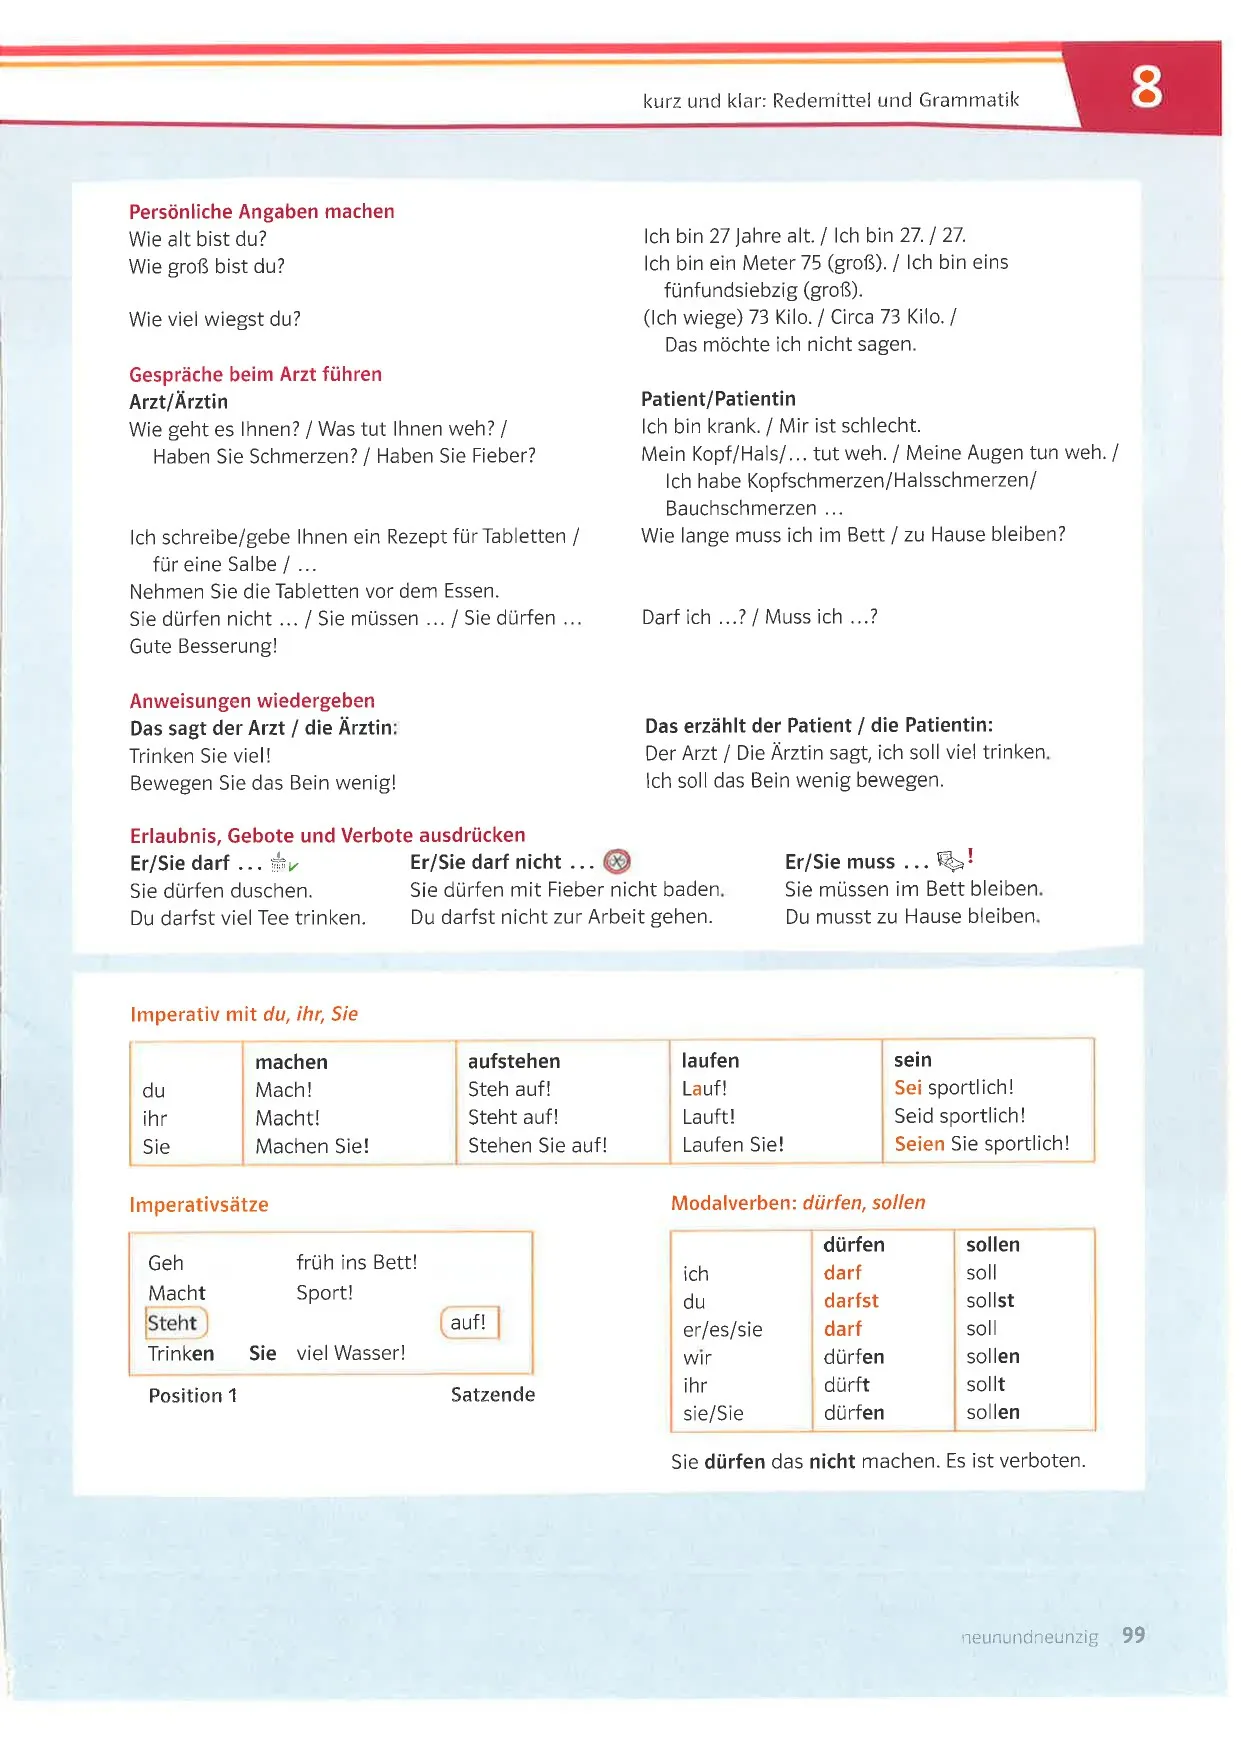 kurz und klar: Redemittel und Grammatik
8
Persönliche Angaben machen
Wie alt bist du?
Ich bin 27 Jahre alt. / Ich bin 27. / 27.
Wie groß bist du?
Ich bin ein Meter 75 (groß). / Ich bin eins
fünfundsiebzig (groß).
Wie viel wiegst du?
(Ich wiege) 73 Kilo. / Circa 73 Kilo. /
Das möchte ich nicht sagen.
Gespräche beim Arzt führen
Arzt/Ärztin
Patient/Patientin
Wie geht es Ihnen? / Was tut Ihnen weh? /
Ich bin krank. / Mir ist schlecht.
Haben Sie Schmerzen? / Haben Sie Fieber?
Mein Kopf/Hals/... tut weh. / Meine Augen tun weh. /
Ich habe Kopfschmerzen/Halsschmerzen/
Bauchschmerzen ...
Ich schreibe/gebe Ihnen ein Rezept für Tabletten /
Wie lange muss ich im Bett / zu Hause bleiben?
für eine Salbe / ...
Nehmen Sie die Tabletten vor dem Essen.
Sie dürfen nicht ... / Sie müssen ... / Sie dürfen ...
Darf ich ...? / Muss ich ...?
Gute Besserung!
Anweisungen wiedergeben
Das sagt der Arzt / die Ärztin:
Das erzählt der Patient / die Patientin:
Trinken Sie viel!
Der Arzt / Die Ärztin sagt, ich soll viel trinken.
Bewegen Sie das Bein wenig!
Ich soll das Bein wenig bewegen.
Erlaubnis, Gebote und Verbote ausdrücken
Er/Sie darf ...
Er/Sie darf nicht ...
Er/Sie muss ... !
Sie dürfen duschen.
Sie dürfen mit Fieber nicht baden.
Sie müssen im Bett bleiben.
Du darfst viel Tee trinken.
Du darfst nicht zur Arbeit gehen.
Du musst zu Hause bleiben.
Imperativ mit du, ihr, Sie
machen aufstehen laufen sein
du Mach! Steh auf! Lauf! Sei sportlich!
ihr Macht! Steht auf! Lauft! Seid sportlich!
Sie Machen Sie! Stehen Sie auf! Laufen Sie! Seien Sie sportlich!
Imperativsätze
Geh früh ins Bett!
Macht Sport!
Steht auf!
Trinken Sie viel Wasser!
Position 1 Satzende
Modalverben: dürfen, sollen
dürfen sollen
ich darf soll
du darfst sollst
er/es/sie darf soll
wir dürfen sollen
ihr dürft sollt
sie/Sie dürfen sollen
Sie dürfen das nicht machen. Es ist verboten.
neunundneunzig 99